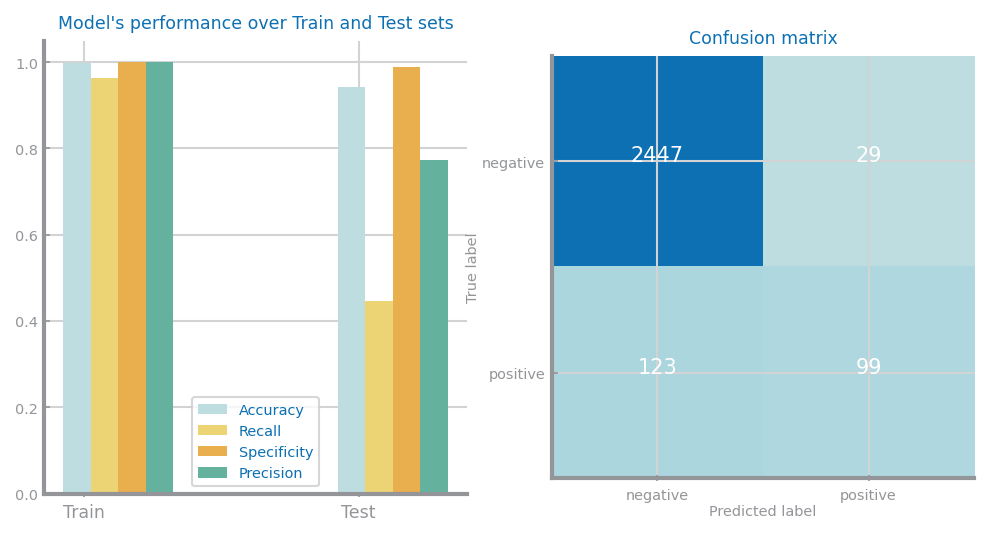 Model's performance over Train and Test sets
1.0
0.8
0.6
0.4
0.2
0.0
Train
Test
Accuracy
Recall
Specificity
Precision
Confusion matrix
True label
negative
positive
2447
29
123
99
negative
positive
Predicted label